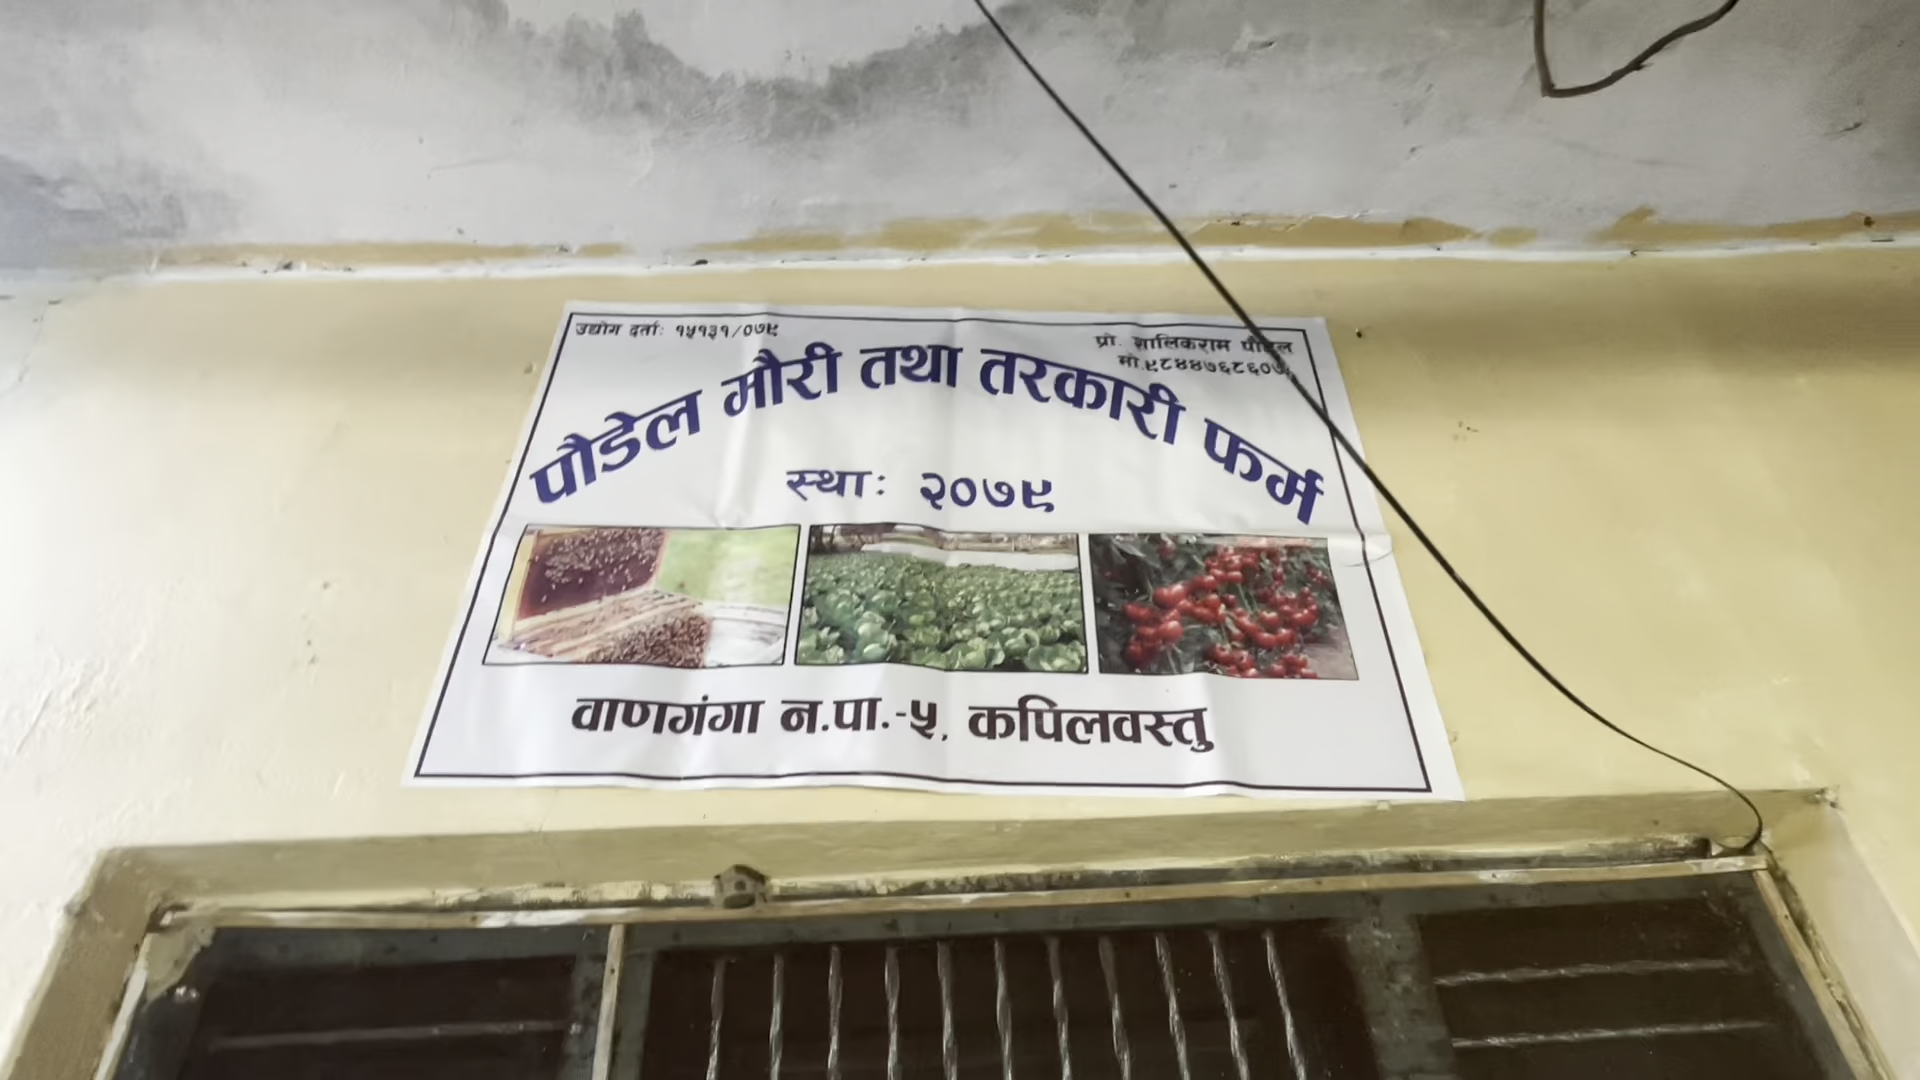 उद्योग दर्ता: १५१३१/०७९
प्रो. शालिकराम पौडेल
पौडेल मौरी तथा तरकारी फर्म
स्था: २०७९
वाणगंगा न.पा.-५, कपिलवस्तु